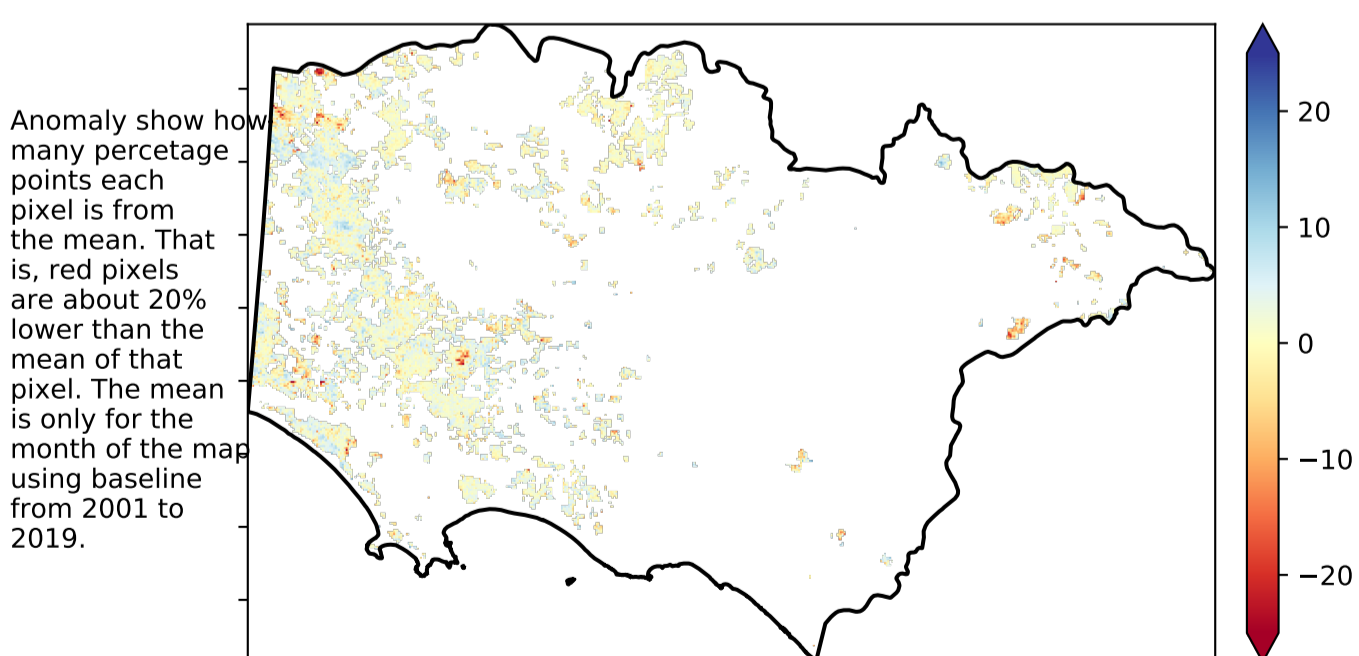 Anomaly show how
many percetage
points each
pixel is from
the mean. That
is, red pixels
are about 20%
lower than the
mean of that
pixel. The mean
is only for the
month of the map
using baseline
from 2001 to
2019.
20
10
0
−10
−20